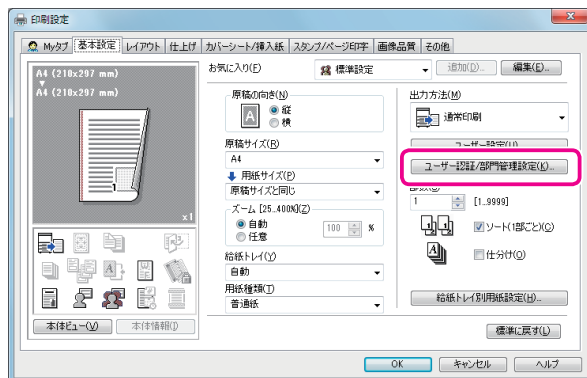 印刷設定
Myタブ 基本設定 レイアウト 仕上げ カバーシート/挿入紙 スタンプ/ページ印字 画像品質 その他
A4 (210x297 mm)
A4 (210x297 mm)
1
x1
本体ビュー(V) 本体情報(I)
お気に入り(F) 標準設定 追加(D)... 編集(E)...
原稿の向き(N)
A
縦
横
原稿サイズ(R)
A4
用紙サイズ(P)
原稿サイズと同じ
ズーム [25..400%](Z)
自動
任意
100 %
給紙トレイ(Y)
自動
用紙種類(T)
普通紙
出力方法(M)
通常印刷
ユーザー設定(U)...
ユーザー認証/部門管理設定(K)...
1 [1..9999]
ソート(1部ごと)(C)
仕分け(O)
給紙トレイ別用紙設定(H)...
標準に戻す(L)
OK キャンセル ヘルプ